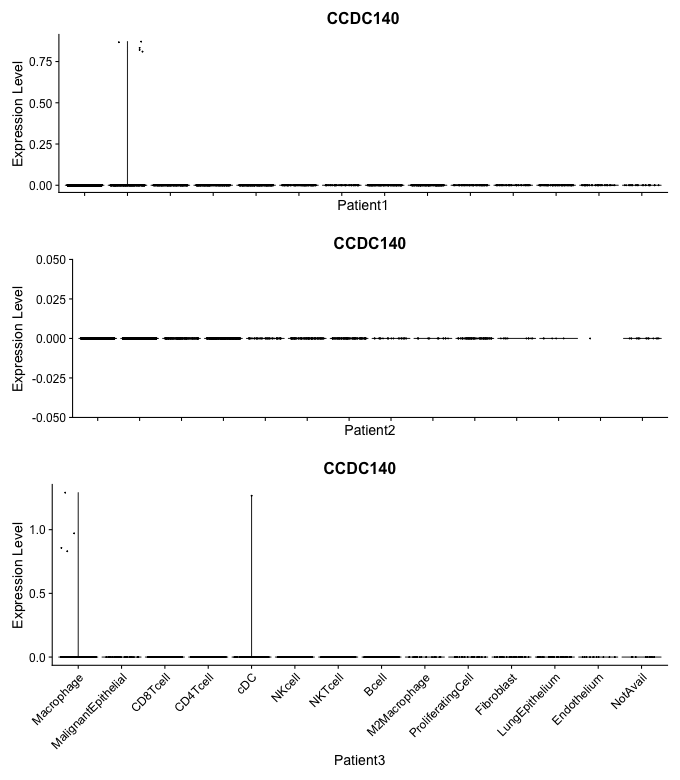 CCDC140
Expression Level
0.75
0.50
0.25
0.00
Patient1
CCDC140
Expression Level
0.050
0.025
0.000
-0.025
-0.050
Patient2
CCDC140
Expression Level
1.0
0.5
0.0
Macrophage
MalignantEpithelial
CD8Tcell
CD4Tcell
cDC
NKcell
NKTcell
Bcell
M2Macrophage
ProliferatingCell
Fibroblast
LungEpithelium
Endothelium
NotAvail
Patient3